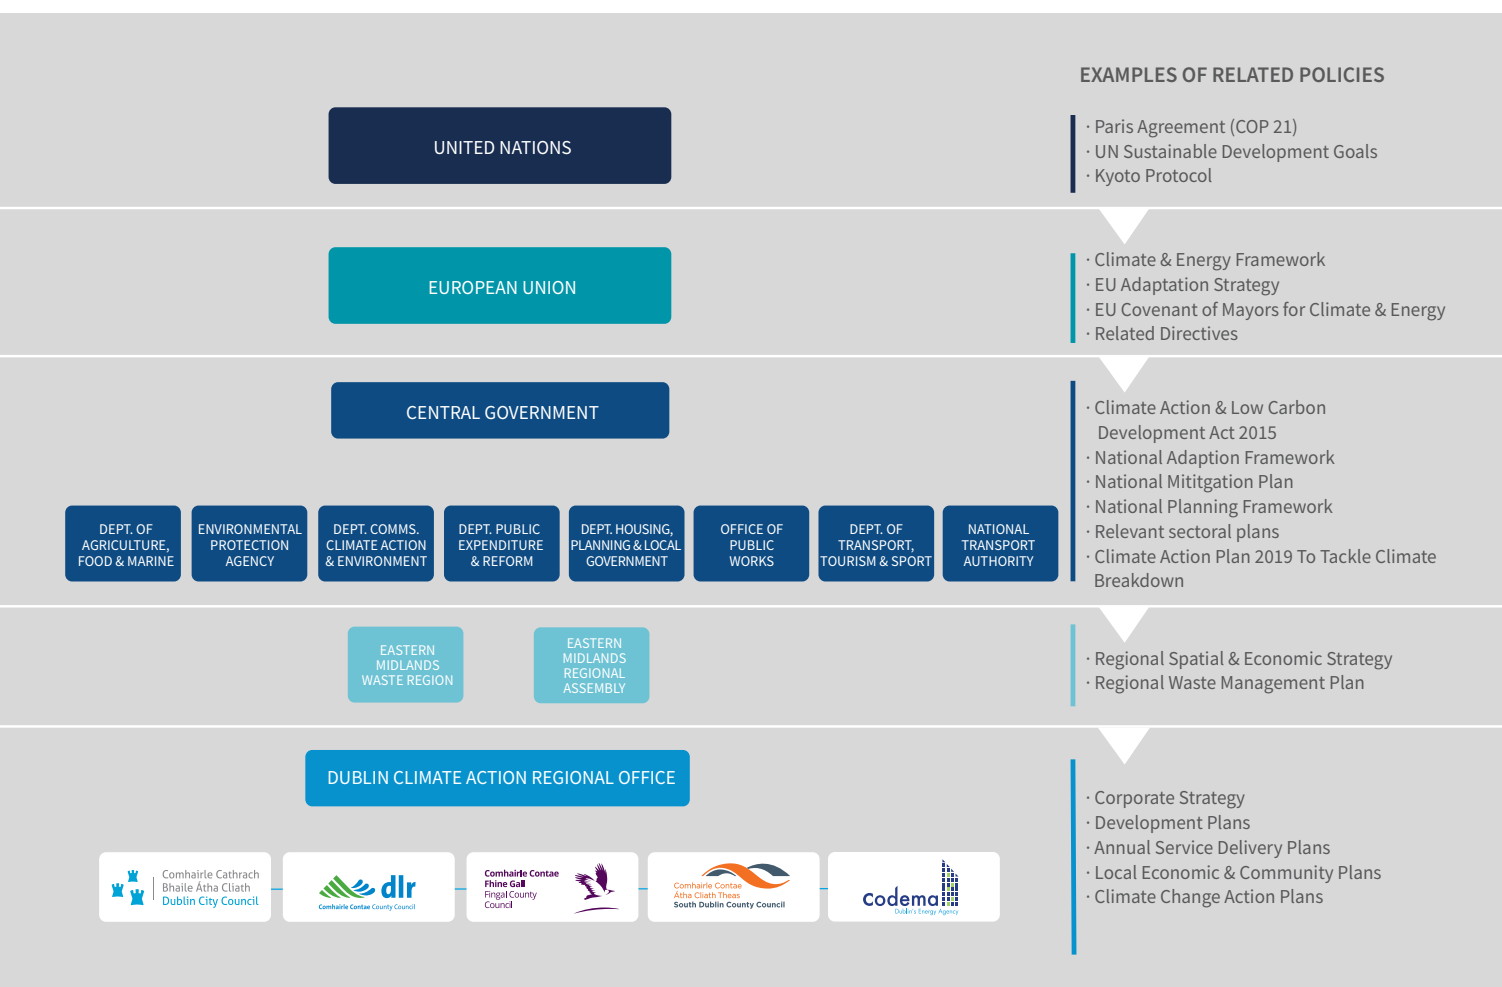 EXAMPLES OF RELATED POLICIES
UNITED NATIONS
· Paris Agreement (COP 21)
· UN Sustainable Development Goals
· Kyoto Protocol
EUROPEAN UNION
· Climate & Energy Framework
· EU Adaptation Strategy
· EU Covenant of Mayors for Climate & Energy
· Related Directives
CENTRAL GOVERNMENT
DEPT. OF
AGRICULTURE,
FOOD & MARINE
ENVIRONMENTAL
PROTECTION
AGENCY
DEPT. COMMS.
CLIMATE ACTION
& ENVIRONMENT
DEPT. PUBLIC
EXPENDITURE
& REFORM
DEPT. HOUSING,
PLANNING & LOCAL
GOVERNMENT
OFFICE OF
PUBLIC
WORKS
DEPT. OF
TRANSPORT,
TOURISM & SPORT
NATIONAL
TRANSPORT
AUTHORITY
· Climate Action & Low Carbon
Development Act 2015
· National Adaption Framework
· National Mititgation Plan
· National Planning Framework
· Relevant sectoral plans
· Climate Action Plan 2019 To Tackle Climate
Breakdown
EASTERN
MIDLANDS
WASTE REGION
EASTERN
MIDLANDS
REGIONAL
ASSEMBLY
· Regional Spatial & Economic Strategy
· Regional Waste Management Plan
DUBLIN CLIMATE ACTION REGIONAL OFFICE
Comhairle Cathrach
Bhaile Átha Cliath
Dublin City Council
dlr
Comhairle Contae County Council
Comhairle Contae
Fhine Gall
Fingal County
Council
Comhairle Contae
Átha Cliath Theas
South Dublin County Council
codema
Dublin's Energy Agency
· Corporate Strategy
· Development Plans
· Annual Service Delivery Plans
· Local Economic & Community Plans
· Climate Change Action Plans